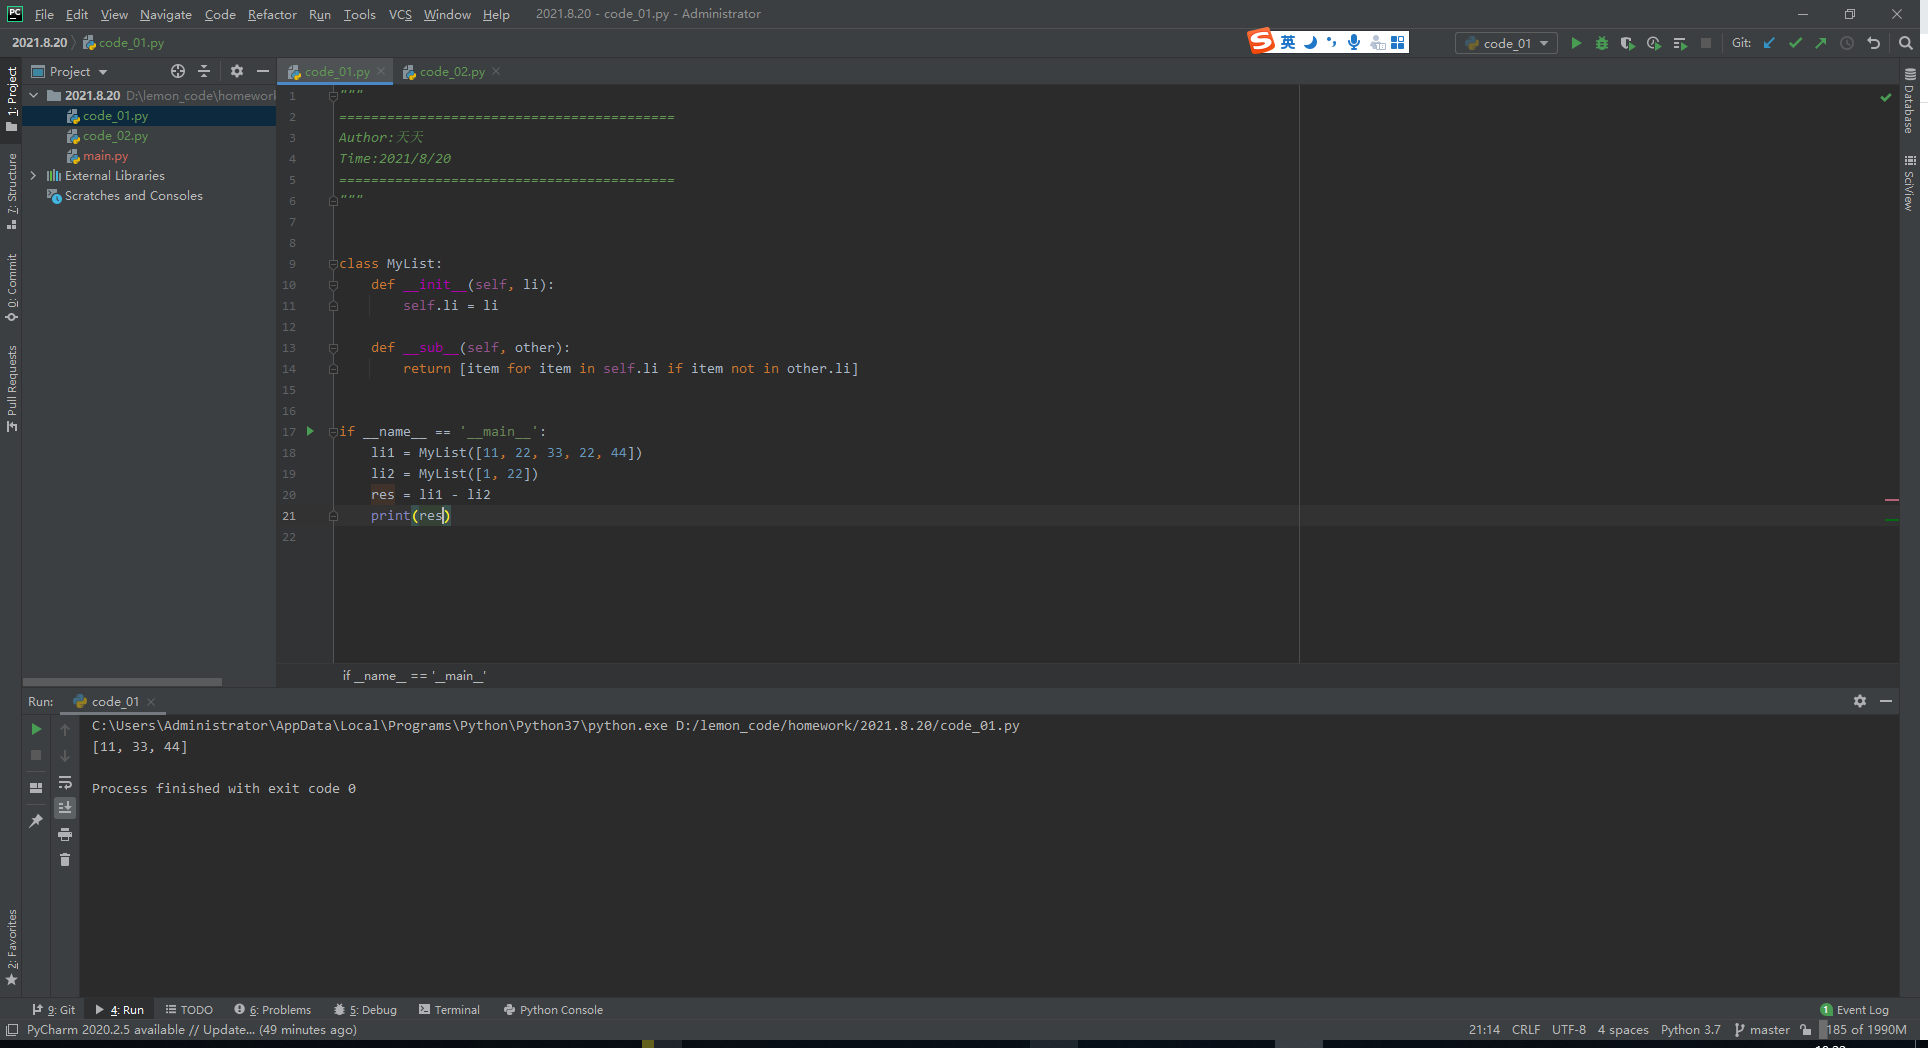 File Edit View Navigate Code Refactor Run Tools VCS Window Help 2021.8.20 - code_01.py - Administrator
2021.8.20 code_01.py
英
code_01 Git:
Project
code_01.py code_02.py
1: Project
7: Structure
0: Commit
Pull Requests
2: Favorites
2021.8.20 D:\lemon_code\homework
code_01.py
code_02.py
main.py
External Libraries
Scratches and Consoles
Database
SciView
1 """
2 ==========================================
3 Author:天天
4 Time:2021/8/20
5 ==========================================
6 """
7
8
9 class MyList:
10 def __init__(self, li):
11 self.li = li
12
13 def __sub__(self, other):
14 return [item for item in self.li if item not in other.li]
15
16
17 if __name__ == '__main__':
18 li1 = MyList([11, 22, 33, 22, 44])
19 li2 = MyList([1, 22])
20 res = li1 - li2
21 print(res)
22
if __name__ == '__main__'
Run: code_01
C:\Users\Administrator\AppData\Local\Programs\Python\Python37\python.exe D:/lemon_code/homework/2021.8.20/code_01.py
[11, 33, 44]
Process finished with exit code 0
9: Git 4: Run TODO 6: Problems 5: Debug Terminal Python Console 1 Event Log
PyCharm 2020.2.5 available // Update... (49 minutes ago) 21:14 CRLF UTF-8 4 spaces Python 3.7 master 185 of 1990M